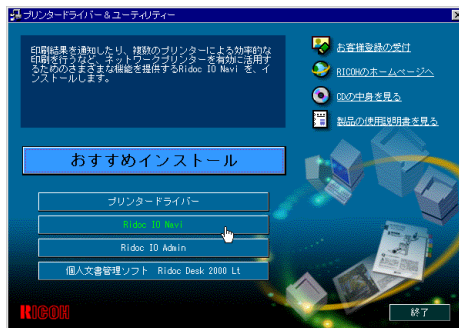 プリンタードライバー＆ユーティリティー
印刷結果を通知したり、複数のプリンターによる効率的な
印刷を行うなど、ネットワークプリンターを有効に活用す
るためのさまざまな機能を提供するRidoc IO Navi を、イ
ンストールします。
お客様登録の受付
RICOHのホームページへ
CDの中身を見る
製品の使用説明書を見る
おすすめインストール
プリンタードライバー
Ridoc IO Navi
Ridoc IO Admin
個人文書管理ソフト Ridoc Desk 2000 Lt
RICOH
終了